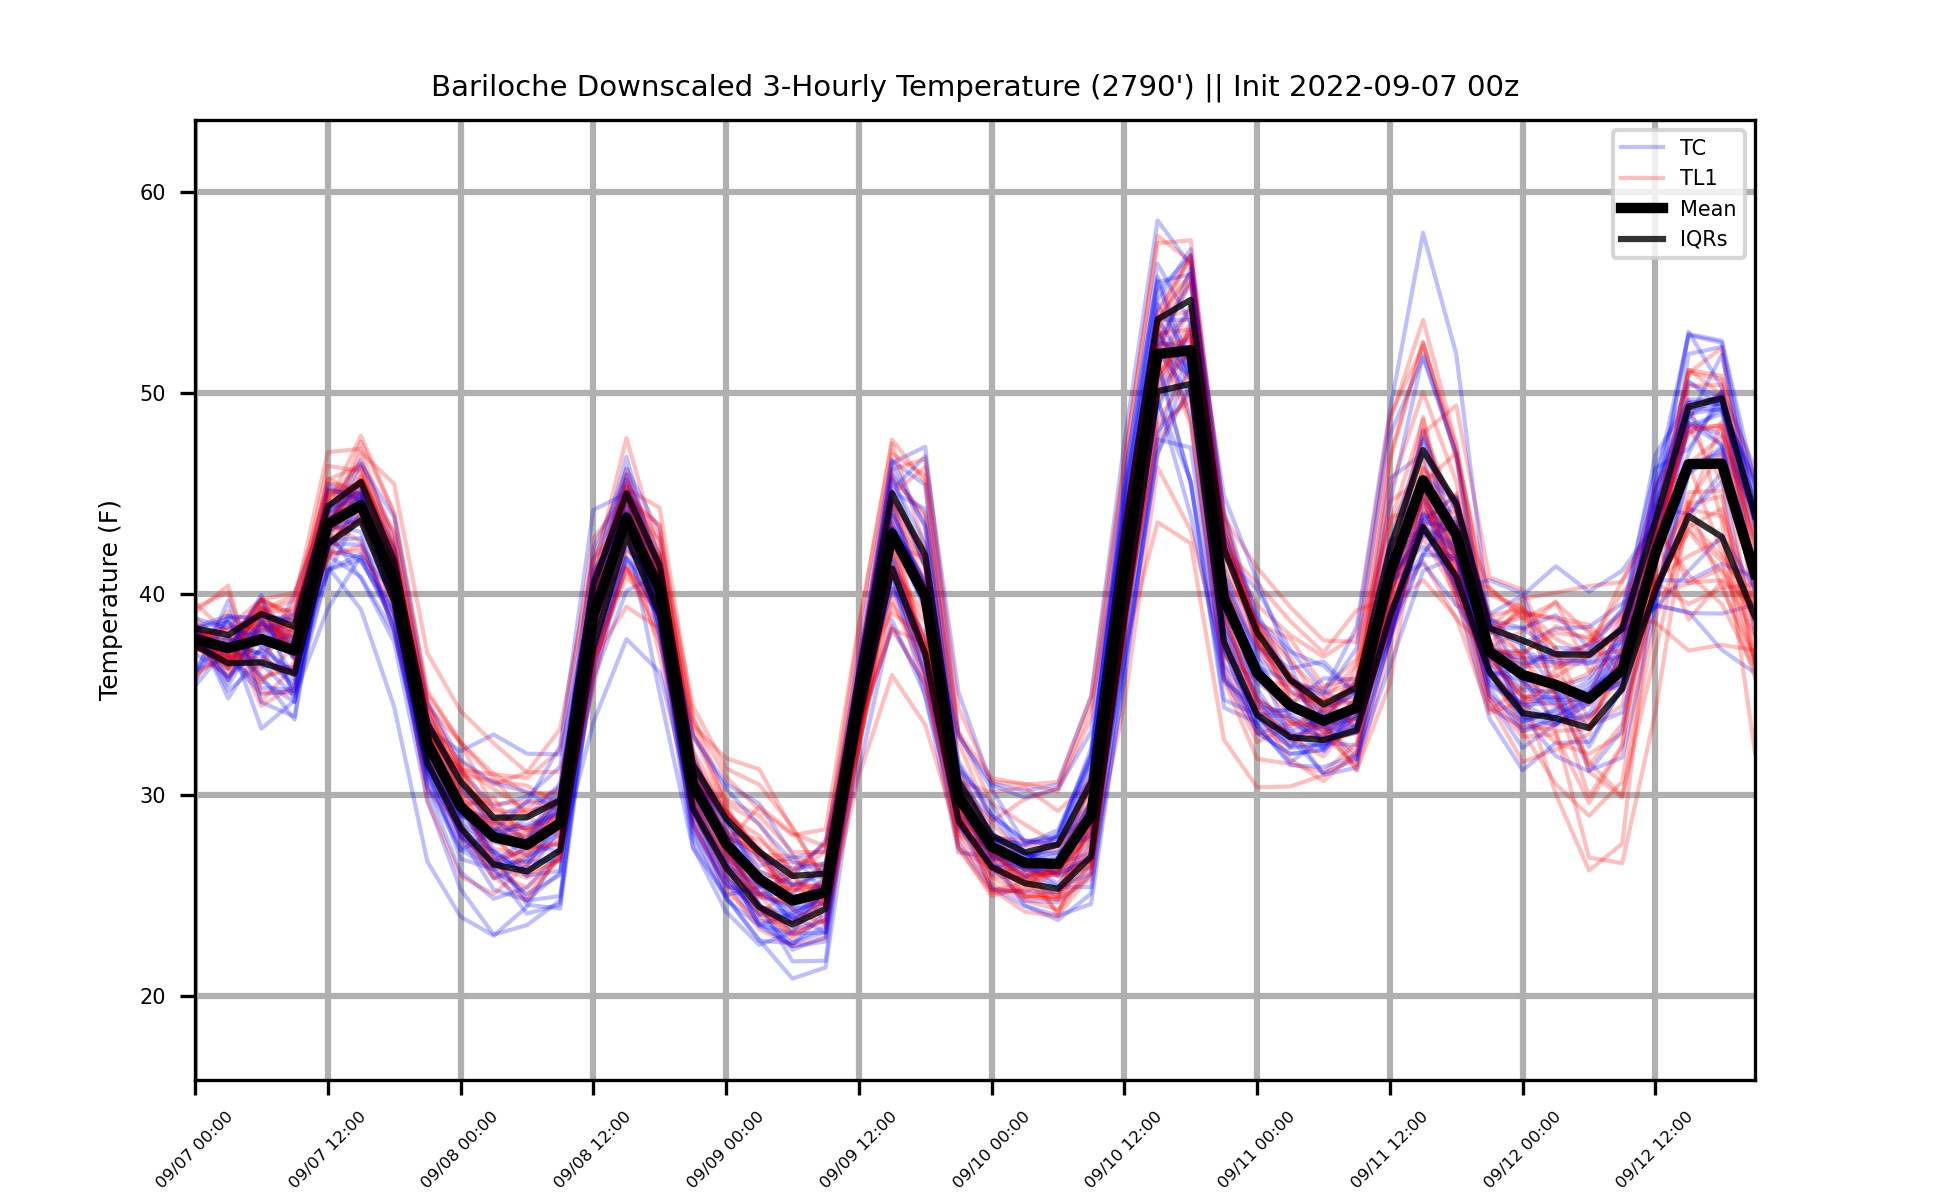 Bariloche Downscaled 3-Hourly Temperature (2790') || Init 2022-09-07 00z
TC
TL1
Mean
IQRs
Temperature (F)
60
50
40
30
20
09/07 00:00
09/07 12:00
09/08 00:00
09/08 12:00
09/09 00:00
09/09 12:00
09/10 00:00
09/10 12:00
09/11 00:00
09/11 12:00
09/12 00:00
09/12 12:00